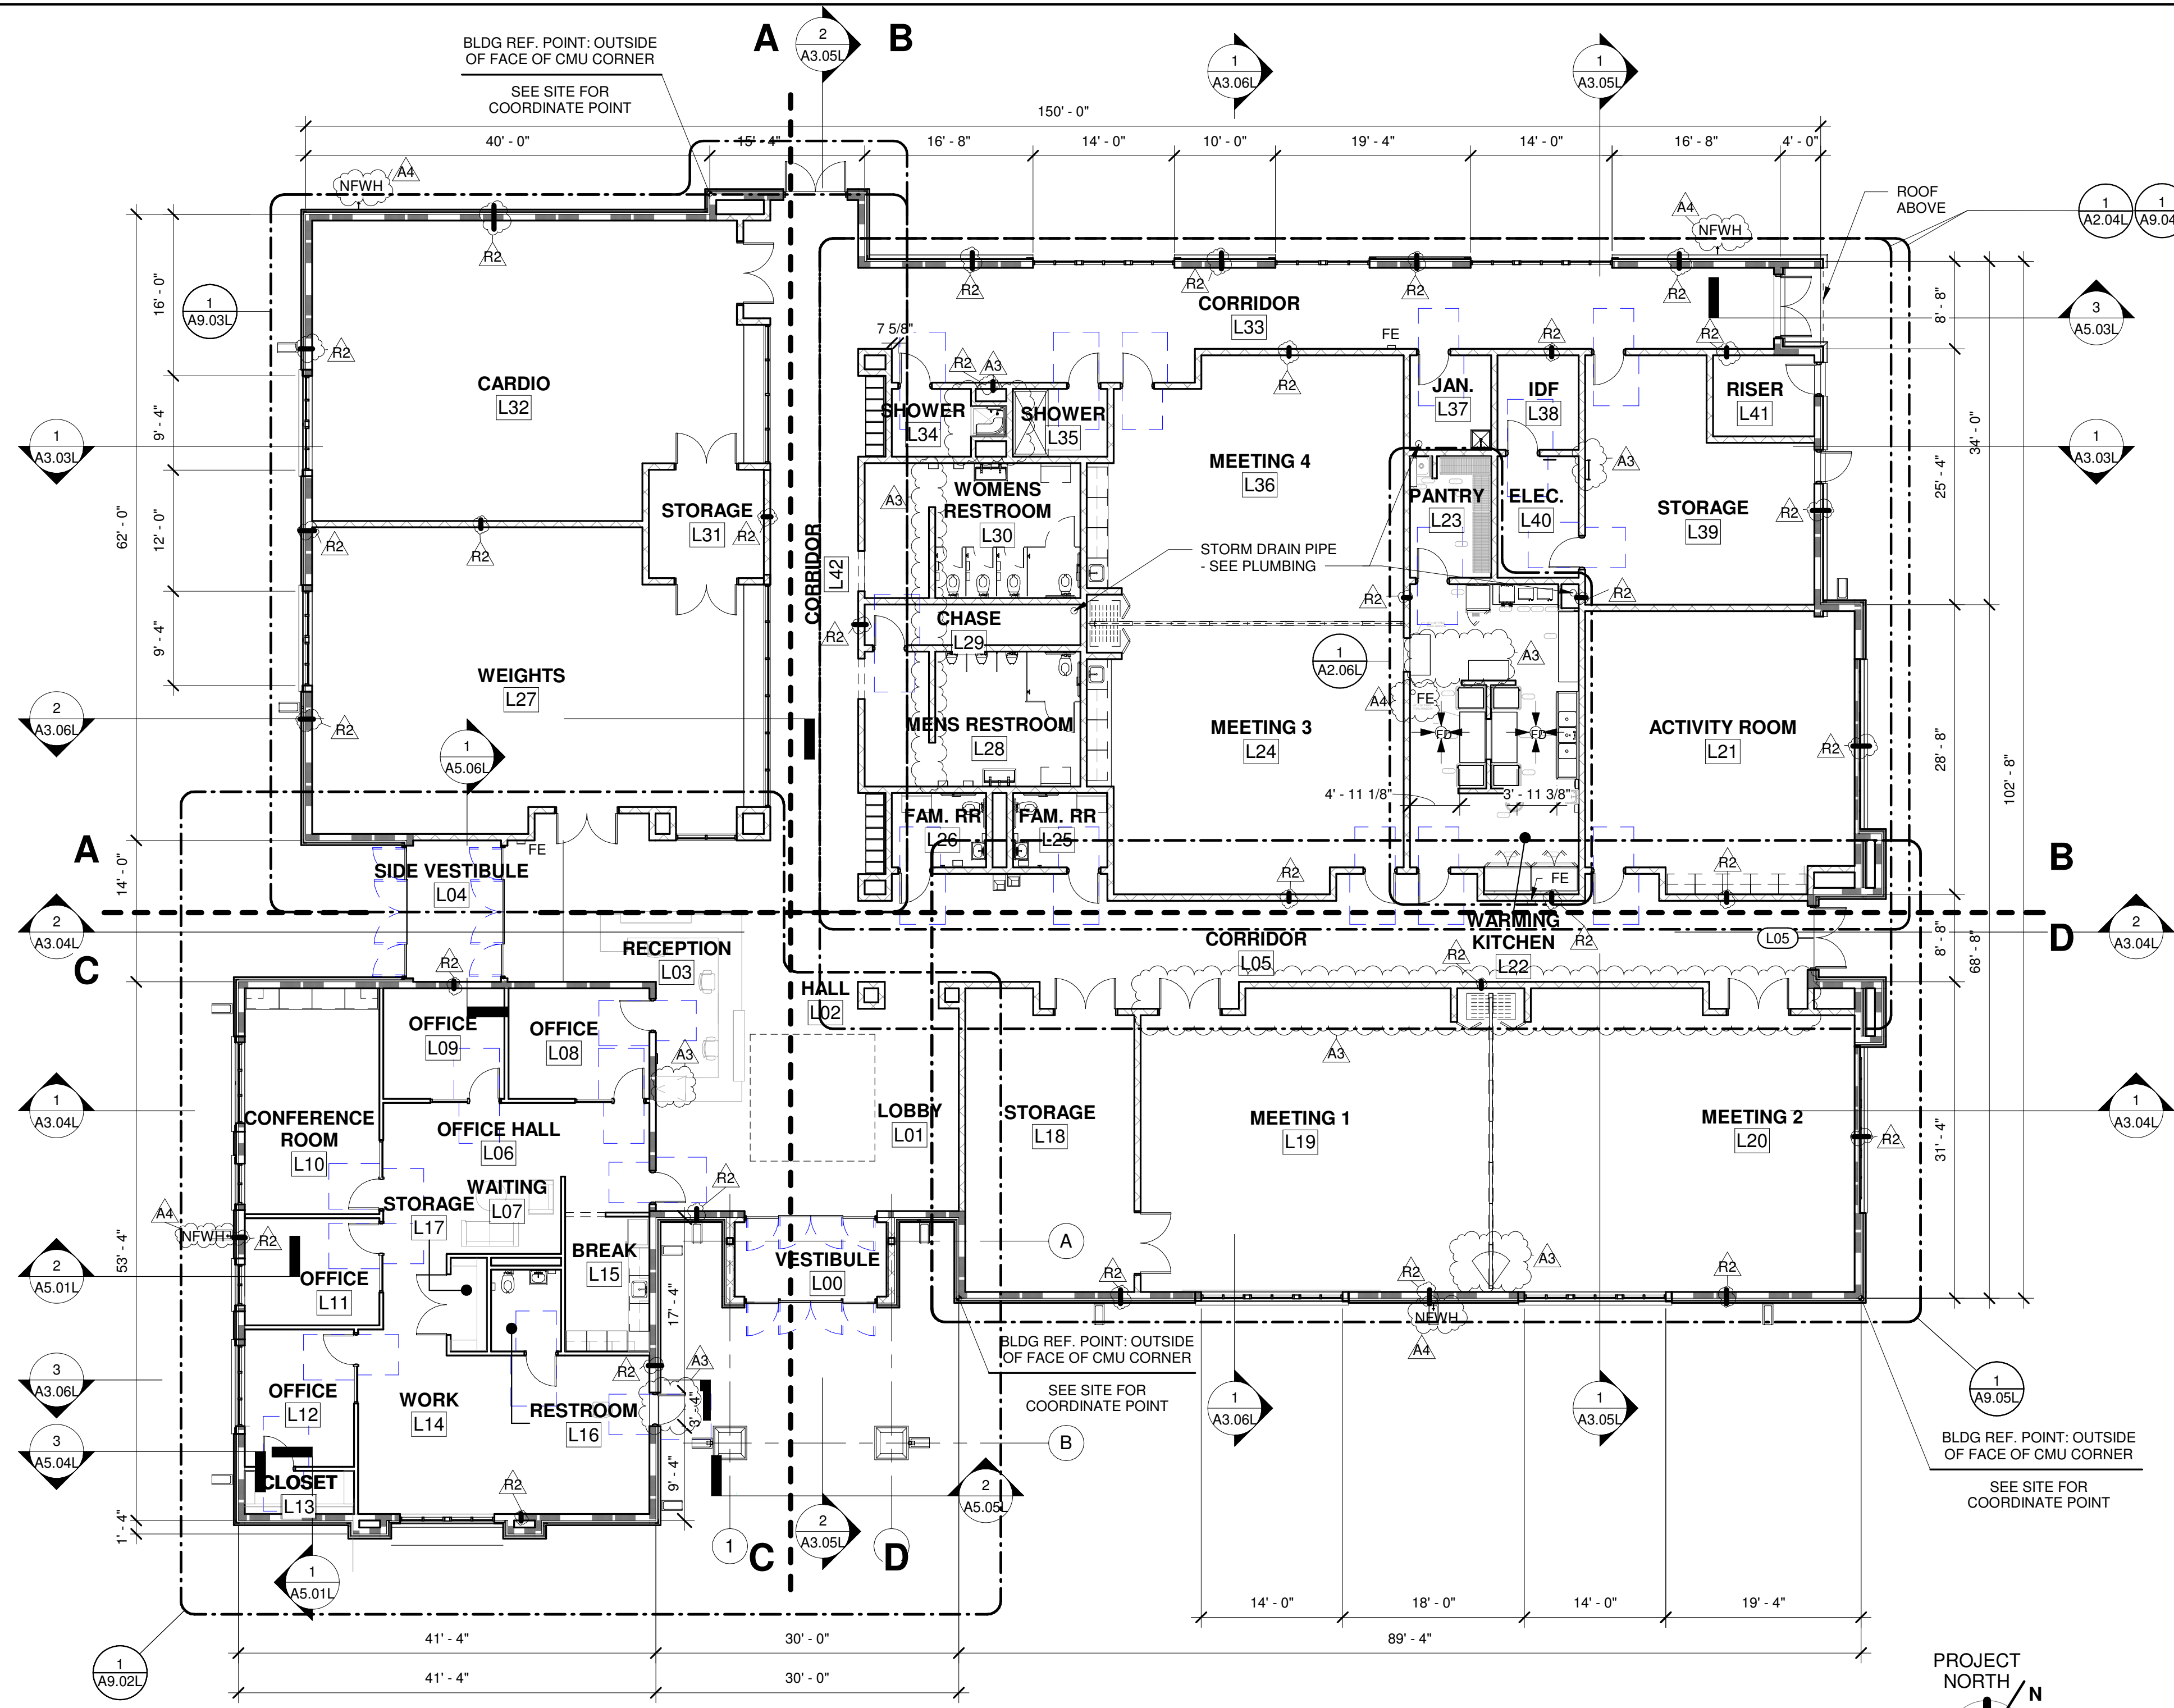 A
B
2
A3.05L
BLDG REF. POINT: OUTSIDE
OF FACE OF CMU CORNER
SEE SITE FOR
COORDINATE POINT
1
A3.06L
1
A3.05L
150' - 0"
40' - 0"
15' - 4"
16' - 8"
14' - 0"
10' - 0"
19' - 4"
14' - 0"
16' - 8"
4' - 0"
NFWH
A4
ROOF
ABOVE
1
A2.04L
1
A4
NFWH
R2
R2
R2
R2
R2
1
A9.03L
16' - 0"
9' - 4"
12' - 0"
9' - 4"
62' - 0"
14' - 0"
CORRIDOR
L33
7 5/8"
FE
R2
R2
R2
R2
R2
A3
8' - 8"
3
A5.03L
CARDIO
L32
SHOWER
L34
SHOWER
L35
JAN.
L37
IDF
L38
RISER
L41
1
A3.03L
1
A3.03L
34' - 0"
25' - 4"
102' - 8"
MEETING 4
L36
A3
STORAGE
L31
R2
WOMENS
RESTROOM
L30
A3
PANTRY
L23
ELEC.
L40
STORAGE
L39
R2
R2
R2
CORRIDOR
L42
STORM DRAIN PIPE
- SEE PLUMBING
R2
R2
R2
CHASE
L29
1
A2.06L
A3
WEIGHTS
L27
2
A3.06L
R2
1
A5.06L
MENS RESTROOM
L28
MEETING 3
L24
A4
FE
FD
FD
ACTIVITY ROOM
L21
R2
28' - 8"
4' - 11 1/8"
3' - 11 3/8"
FAM. RR
L26
FAM. RR
L25
A
B
FE
SIDE VESTIBULE
L04
R2
FE
R2
2
A3.04L
C
RECEPTION
L03
CORRIDOR
L05
WARMING
KITCHEN
L22
R2
R2
L05
D
2
A3.04L
8' - 8"
68' - 8"
R2
HALL
L02
OFFICE
L09
OFFICE
L08
A3
A3
1
A3.04L
CONFERENCE
ROOM
L10
OFFICE HALL
L06
LOBBY
L01
STORAGE
L18
MEETING 1
L19
MEETING 2
L20
1
A3.04L
R2
31' - 4"
53' - 4"
STORAGE
L17
WAITING
L07
R2
A4
NFWH
R2
A
2
A5.01L
OFFICE
L11
BREAK
L15
VESTIBULE
L00
R2
R2
A3
R2
NFWH
A4
17' - 4"
BLDG REF. POINT: OUTSIDE
OF FACE OF CMU CORNER
SEE SITE FOR
COORDINATE POINT
3
A3.06L
OFFICE
L12
WORK
L14
RESTROOM
L16
R2
A3
3' - 4"
B
1
A3.06L
1
A3.05L
1
A9.05L
BLDG REF. POINT: OUTSIDE
OF FACE OF CMU CORNER
SEE SITE FOR
COORDINATE POINT
3
A5.04L
CLOSET
L13
R2
9' - 4"
2
A5.05L
1' - 4"
1
C
2
A3.05L
D
1
A5.01L
14' - 0"
18' - 0"
14' - 0"
19' - 4"
41' - 4"
30' - 0"
89' - 4"
1
A9.02L
41' - 4"
30' - 0"
PROJECT
NORTH
N